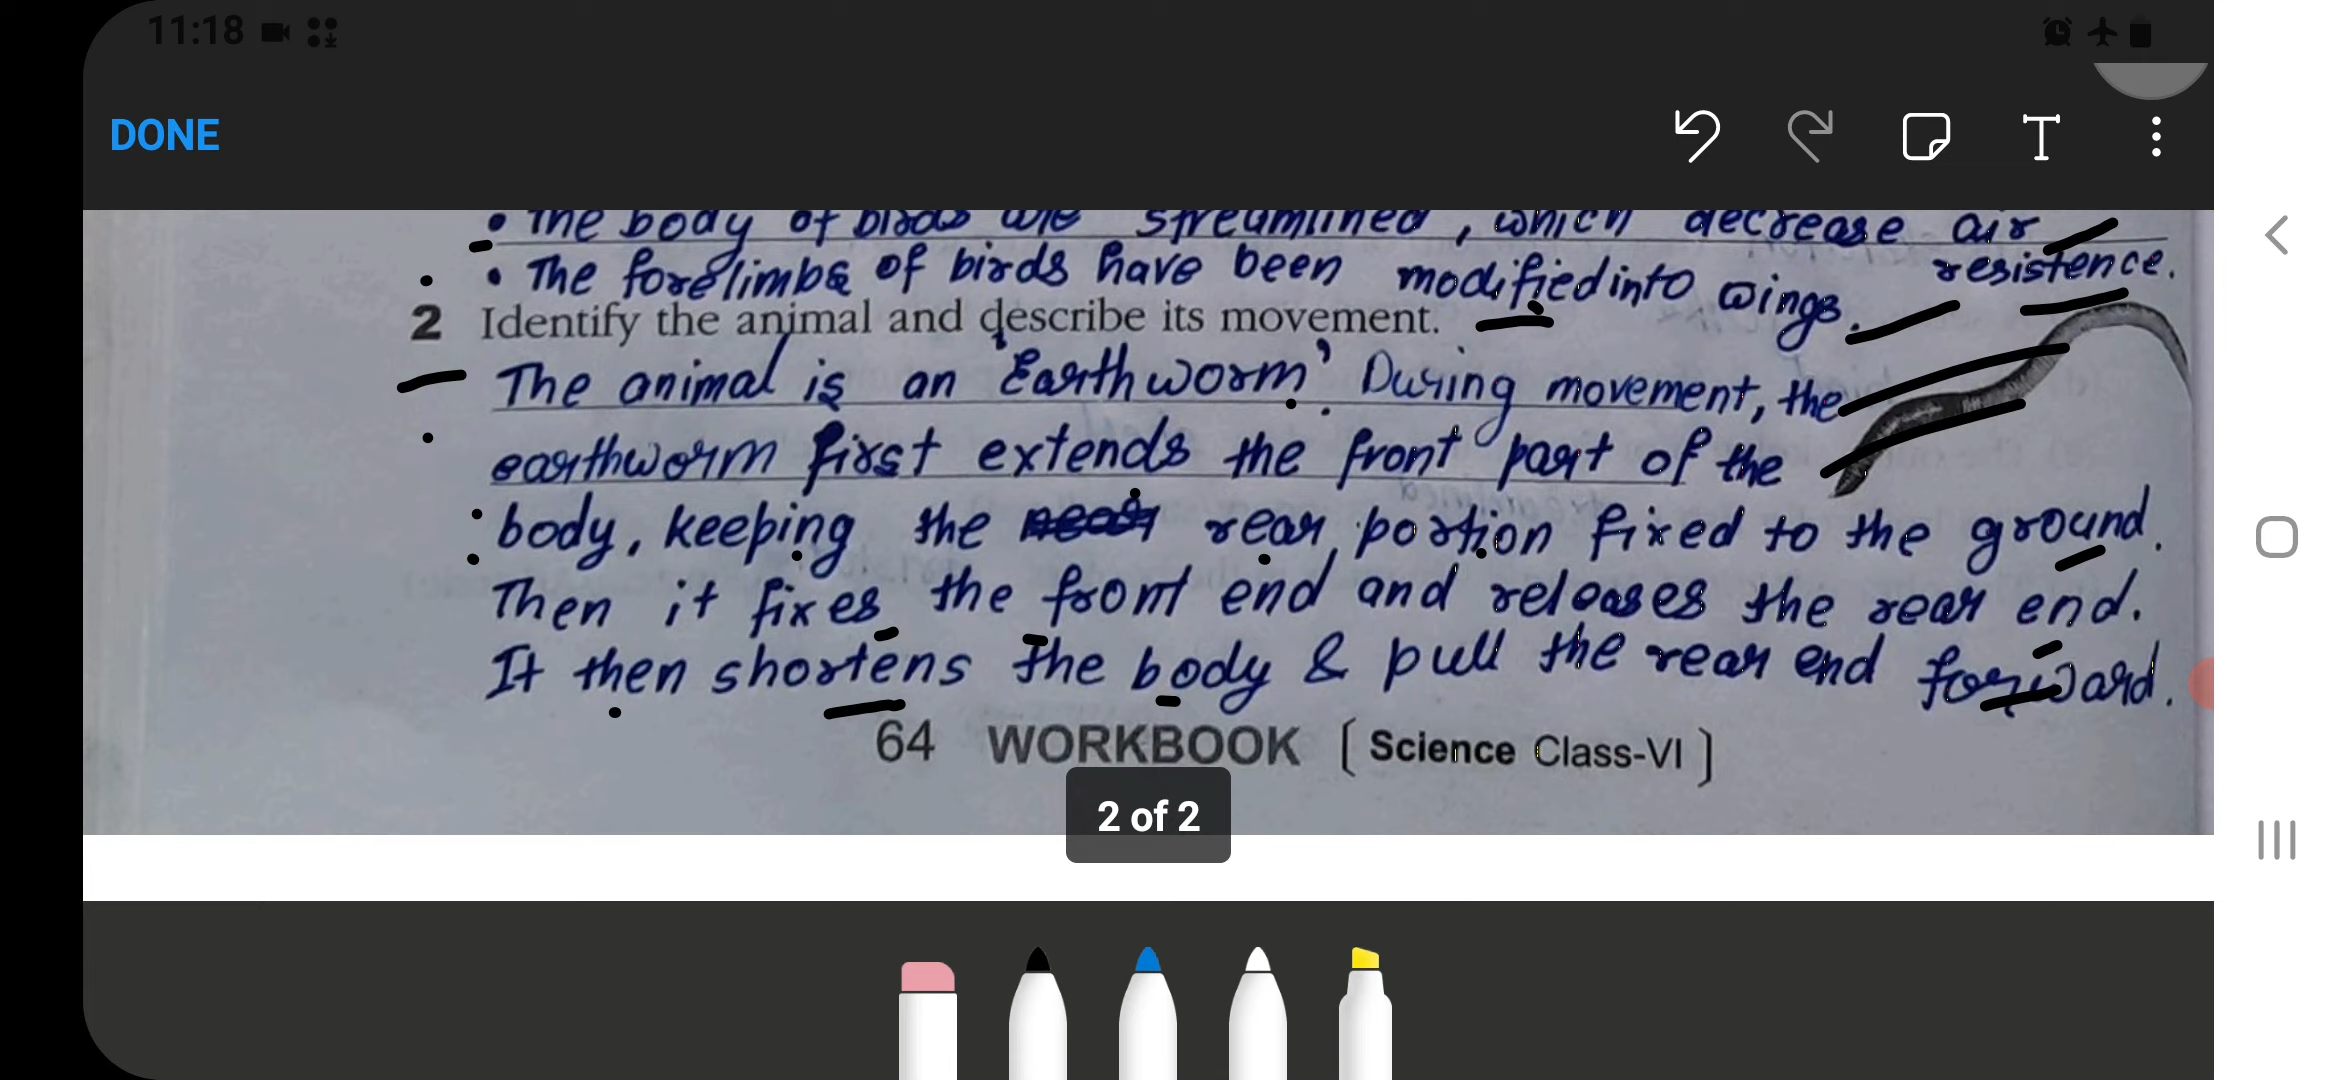 11:18
DONE
T
• The body of birds are streamlined, which decrease air
resistence.
• The forelimbs of birds have been modified into wings.
2 Identify the animal and describe its movement.
The animal is an 'Earthworm'. During movement, the
earthworm first extends the front part of the
body, keeping the rear portion fixed to the ground.
Then it fixes the front end and releases the rear end.
It then shortens the body & pull the rear end forward.
64 WORKBOOK [ Science Class-VI ]
2 of 2